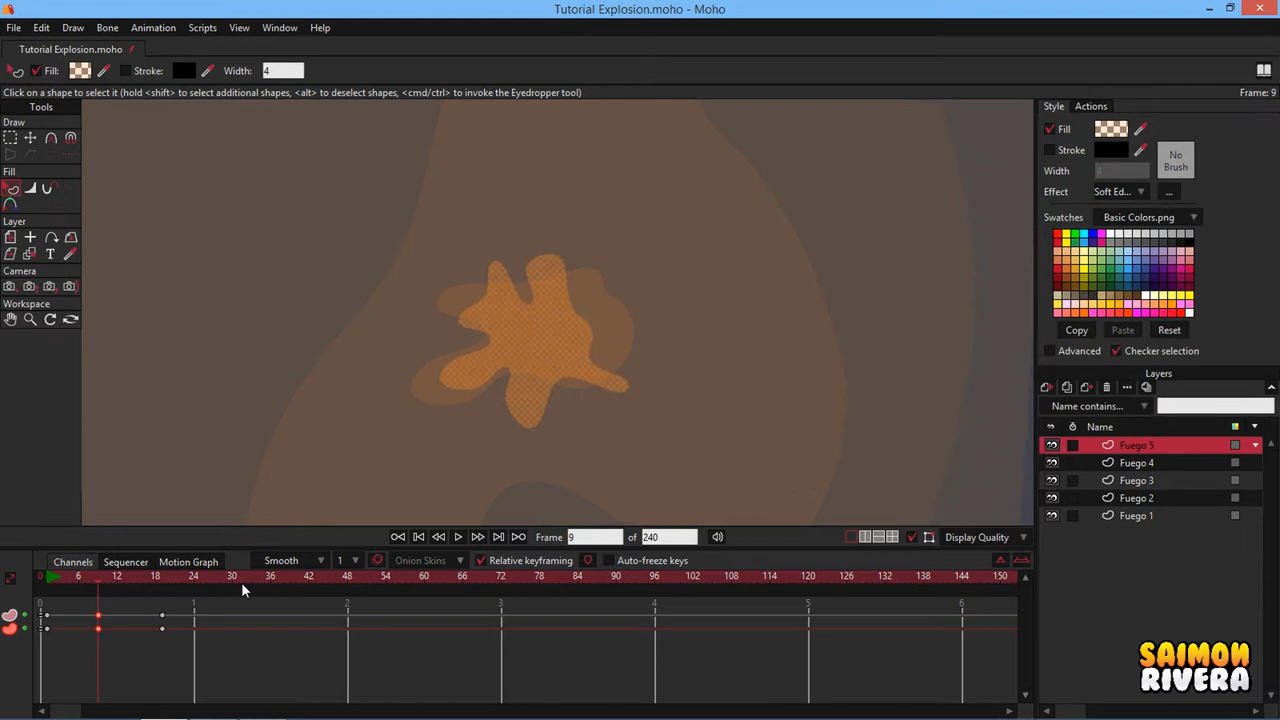 Tutorial Explosion.moho - Moho
File Edit Draw Bone Animation Scripts View Window Help
Tutorial Explosion.moho
Fill: Stroke: Width: 4
Click on a shape to select it (hold <shift> to select additional shapes, <alt> to deselect shapes, <cmd/ctrl> to invoke the Eyedropper tool) Frame: 9
Tools
Draw
Fill
Layer
Camera
Workspace
Style Actions
Fill
Stroke
No Brush
Width 4
Effect Soft Ed... ...
Swatches Basic Colors.png
Copy Paste Reset
Advanced Checker selection
Layers
Name contains...
Name
Fuego 5
Fuego 4
Fuego 3
Fuego 2
Fuego 1
Frame 9 of 240 Display Quality
Channels Sequencer Motion Graph Smooth 1 Onion Skins Relative keyframing Auto-freeze keys
0 6 12 18 24 30 36 42 48 54 60 66 72 78 84 90 96 102 108 114 120 126 132 138 144 150
0 1 2 3 4 5 6
SAIMON
RIVERA